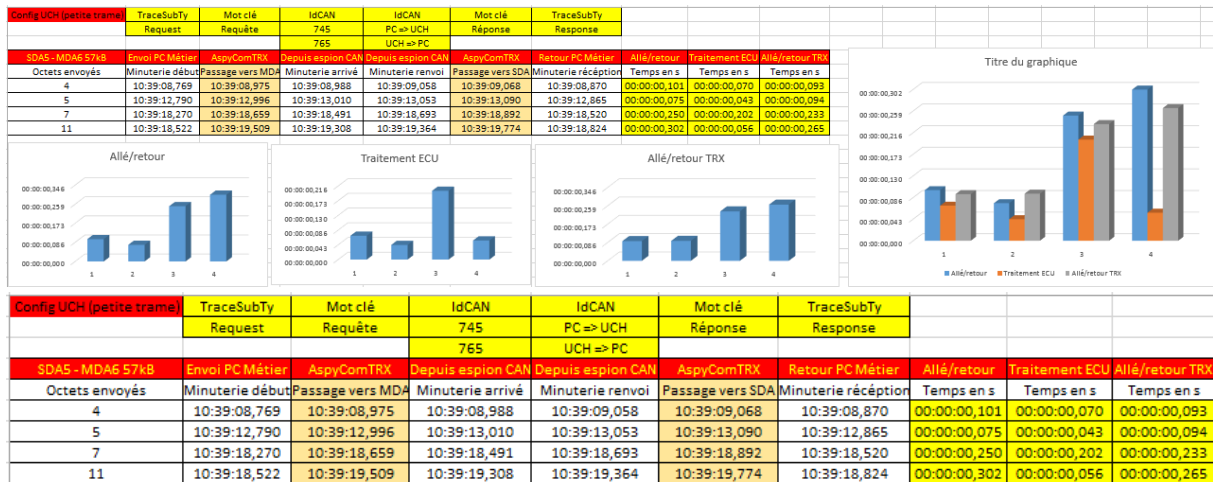 Config UCH (petite trame) TraceSubTy Mot clé IdCAN IdCAN Mot clé TraceSubTy
Request Requête 745 PC => UCH Réponse Response
765 UCH => PC
SDA5 - MDA6 57kB Envoi PC Métier AspyComTRX Depuis espion CAN Depuis espion CAN AspyComTRX Retour PC Métier Allé/retour Traitement ECU Allé/retour TRX
Octets envoyés Minuterie début Passage vers MDA Minuterie arrivé Minuterie renvoi Passage vers SDA Minuterie récéption Temps en s Temps en s Temps en s
4 10:39:08,769 10:39:08,975 10:39:08,988 10:39:09,058 10:39:09,068 10:39:08,870 00:00:00,101 00:00:00,070 00:00:00,093
5 10:39:12,790 10:39:12,996 10:39:13,010 10:39:13,053 10:39:13,090 10:39:12,865 00:00:00,075 00:00:00,043 00:00:00,094
7 10:39:18,270 10:39:18,659 10:39:18,491 10:39:18,693 10:39:18,892 10:39:18,520 00:00:00,250 00:00:00,202 00:00:00,233
11 10:39:18,522 10:39:19,509 10:39:19,308 10:39:19,364 10:39:19,774 10:39:18,824 00:00:00,302 00:00:00,056 00:00:00,265
Allé/retour
00:00:00,346
00:00:00,259
00:00:00,173
00:00:00,086
00:00:00,000
1 2 3 4
Traitement ECU
00:00:00,216
00:00:00,173
00:00:00,130
00:00:00,086
00:00:00,043
00:00:00,000
1 2 3 4
Allé/retour TRX
00:00:00,346
00:00:00,259
00:00:00,173
00:00:00,086
00:00:00,000
1 2 3 4
Titre du graphique
00:00:00,302
00:00:00,259
00:00:00,216
00:00:00,173
00:00:00,130
00:00:00,086
00:00:00,043
00:00:00,000
1 2 3 4
Allé/retour Traitement ECU Allé/retour TRX
Config UCH (petite trame) TraceSubTy Mot clé IdCAN IdCAN Mot clé TraceSubTy
Request Requête 745 PC => UCH Réponse Response
765 UCH => PC
SDA5 - MDA6 57kB Envoi PC Métier AspyComTRX Depuis espion CAN Depuis espion CAN AspyComTRX Retour PC Métier Allé/retour Traitement ECU Allé/retour TRX
Octets envoyés Minuterie début Passage vers MDA Minuterie arrivé Minuterie renvoi Passage vers SDA Minuterie récéption Temps en s Temps en s Temps en s
4 10:39:08,769 10:39:08,975 10:39:08,988 10:39:09,058 10:39:09,068 10:39:08,870 00:00:00,101 00:00:00,070 00:00:00,093
5 10:39:12,790 10:39:12,996 10:39:13,010 10:39:13,053 10:39:13,090 10:39:12,865 00:00:00,075 00:00:00,043 00:00:00,094
7 10:39:18,270 10:39:18,659 10:39:18,491 10:39:18,693 10:39:18,892 10:39:18,520 00:00:00,250 00:00:00,202 00:00:00,233
11 10:39:18,522 10:39:19,509 10:39:19,308 10:39:19,364 10:39:19,774 10:39:18,824 00:00:00,302 00:00:00,056 00:00:00,265